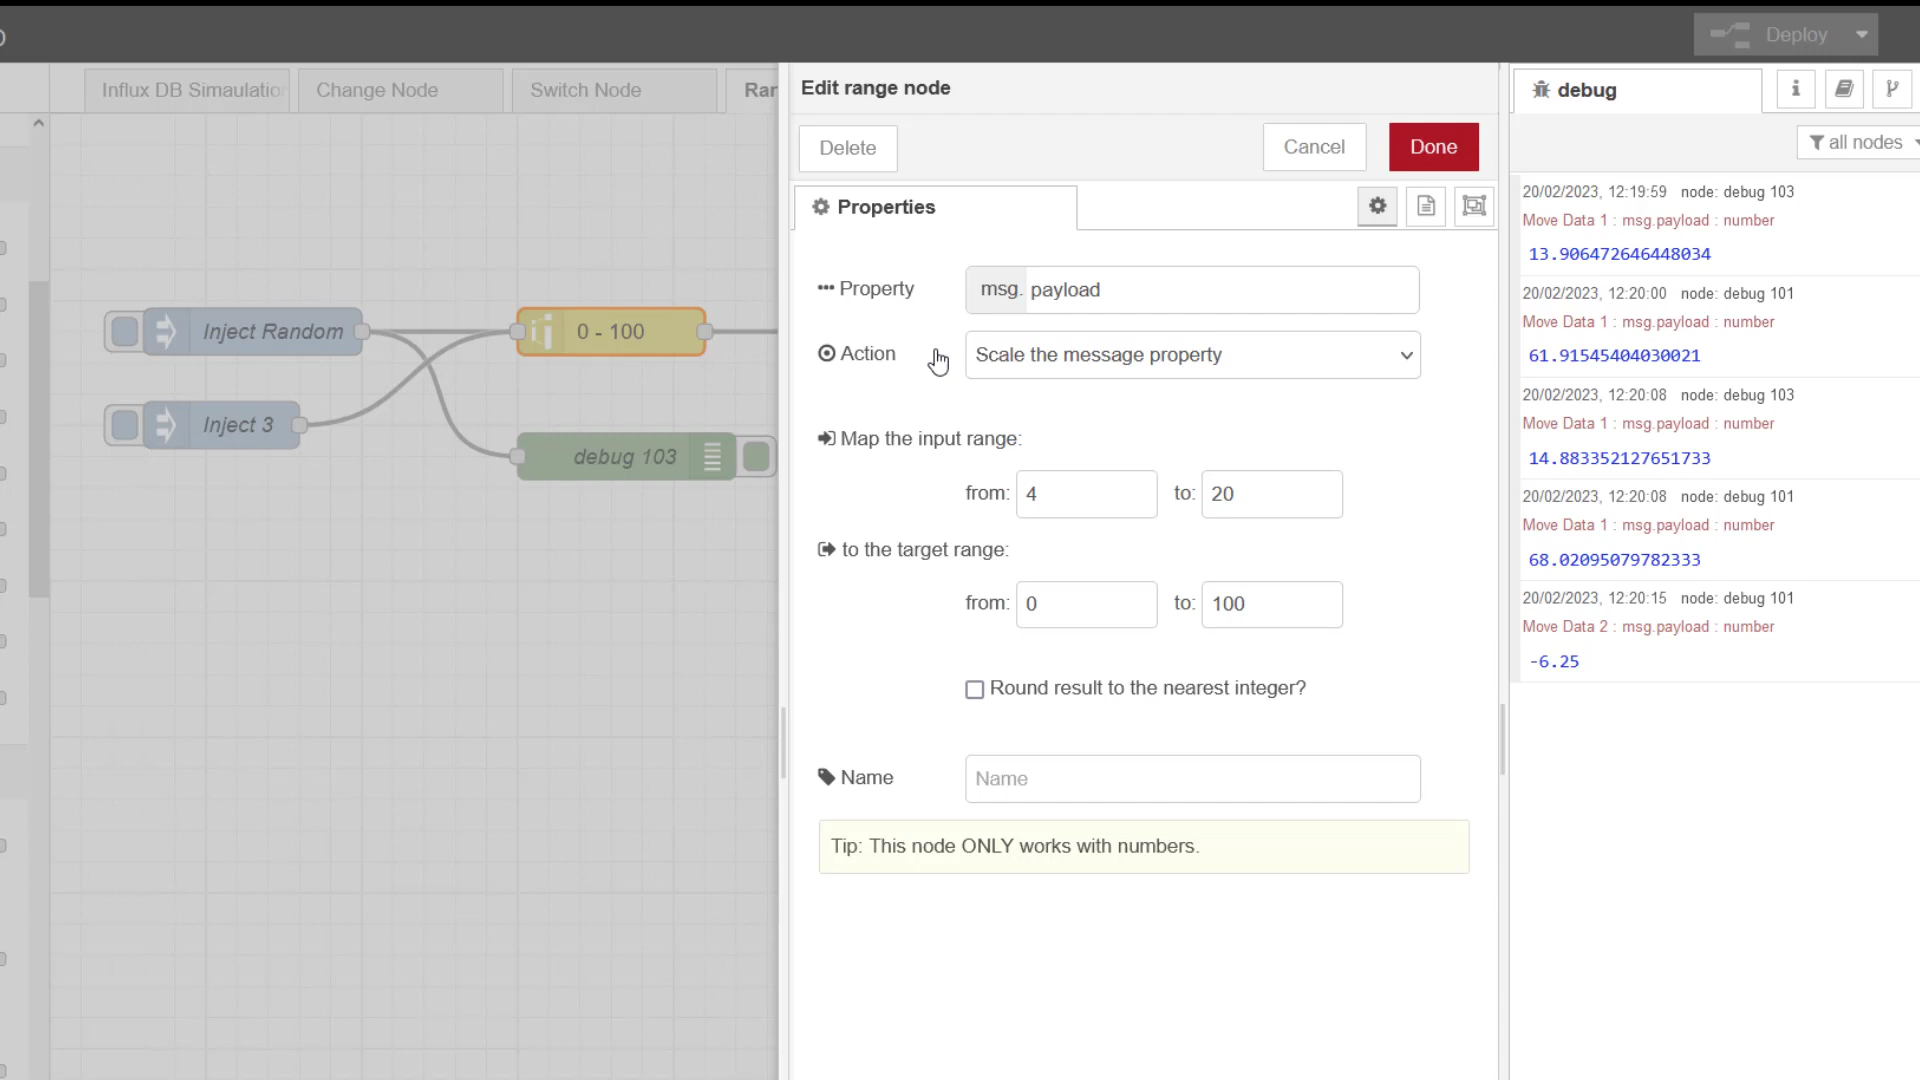 Deploy
Influx DB Simaulation
Change Node
Switch Node
Ran
Edit range node
Delete
Cancel
Done
Properties
Property
msg. payload
Action
Scale the message property
Map the input range:
from: 4 to: 20
to the target range:
from: 0 to: 100
Round result to the nearest integer?
Name
Name
Tip: This node ONLY works with numbers.
Inject Random
0 - 100
Inject 3
debug 103
debug
i
all nodes
20/02/2023, 12:19:59 node: debug 103
Move Data 1 : msg.payload : number
13.906472646448034
20/02/2023, 12:20:00 node: debug 101
Move Data 1 : msg.payload : number
61.91545404030021
20/02/2023, 12:20:08 node: debug 103
Move Data 1 : msg.payload : number
14.883352127651733
20/02/2023, 12:20:08 node: debug 101
Move Data 1 : msg.payload : number
68.02095079782333
20/02/2023, 12:20:15 node: debug 101
Move Data 2 : msg.payload : number
-6.25